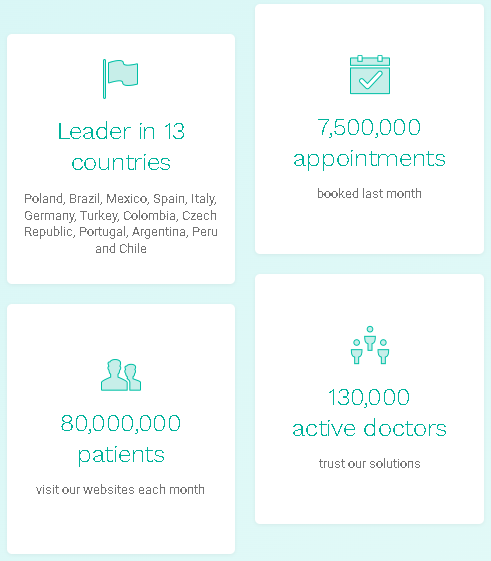 Leader in 13
countries
Poland, Brazil, Mexico, Spain, Italy,
Germany, Turkey, Colombia, Czech
Republic, Portugal, Argentina, Peru
and Chile
7,500,000
appointments
booked last month
80,000,000
patients
visit our websites each month
130,000
active doctors
trust our solutions